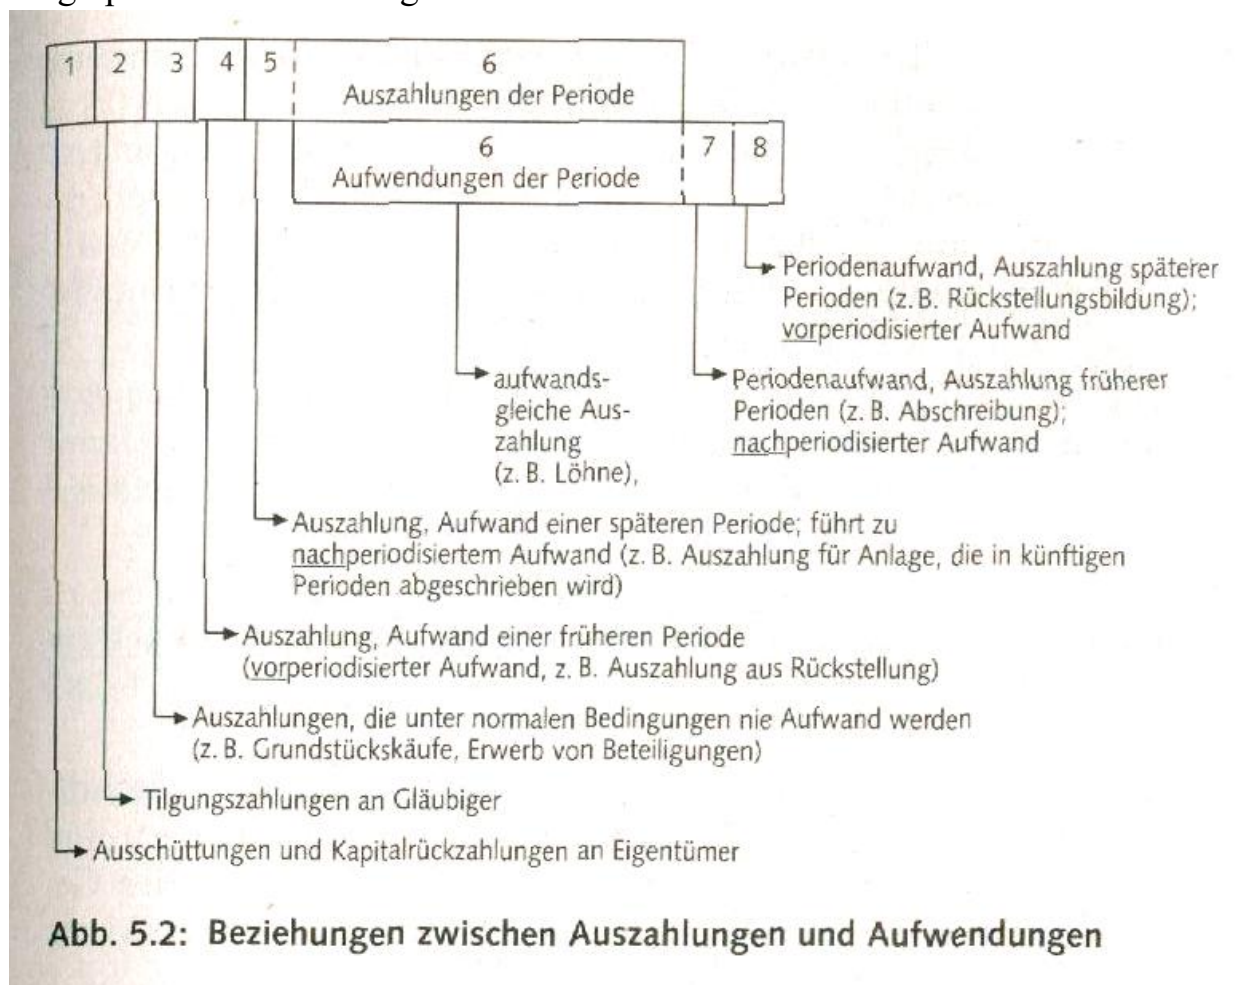 1 2 3 4 5 6
Auszahlungen der Periode
6 7 8
Aufwendungen der Periode
Periodenaufwand, Auszahlung späterer
Perioden (z. B. Rückstellungsbildung);
vorperiodisierter Aufwand
aufwands-
gleiche Aus-
zahlung
(z. B. Löhne),
Periodenaufwand, Auszahlung früherer
Perioden (z. B. Abschreibung);
nachperiodisierter Aufwand
Auszahlung, Aufwand einer späteren Periode; führt zu
nachperiodisiertem Aufwand (z. B. Auszahlung für Anlage, die in künftigen
Perioden abgeschrieben wird)
Auszahlung, Aufwand einer früheren Periode
(vorperiodisierter Aufwand, z. B. Auszahlung aus Rückstellung)
Auszahlungen, die unter normalen Bedingungen nie Aufwand werden
(z. B. Grundstückskäufe, Erwerb von Beteiligungen)
Tilgungszahlungen an Gläubiger
Ausschüttungen und Kapitalrückzahlungen an Eigentümer
Abb. 5.2: Beziehungen zwischen Auszahlungen und Aufwendungen